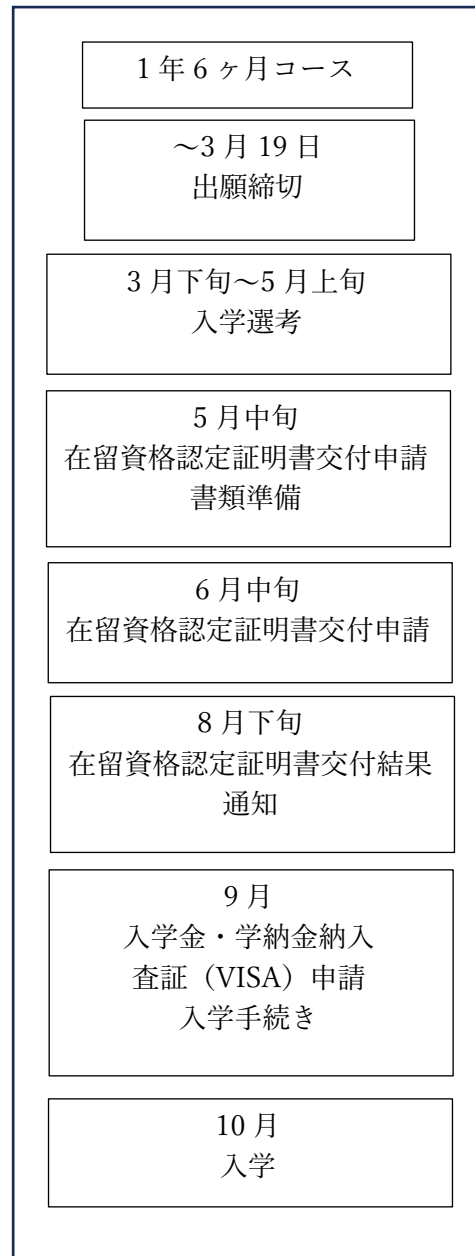 1 年 6 ヶ月コース
～3 月 19 日
出願締切
3 月下旬～5 月上旬
入学選考
5 月中旬
在留資格認定証明書交付申請
書類準備
6 月中旬
在留資格認定証明書交付申請
8 月下旬
在留資格認定証明書交付結果
通知
9 月
入学金・学納金納入
査証（VISA）申請
入学手続き
10 月
入学